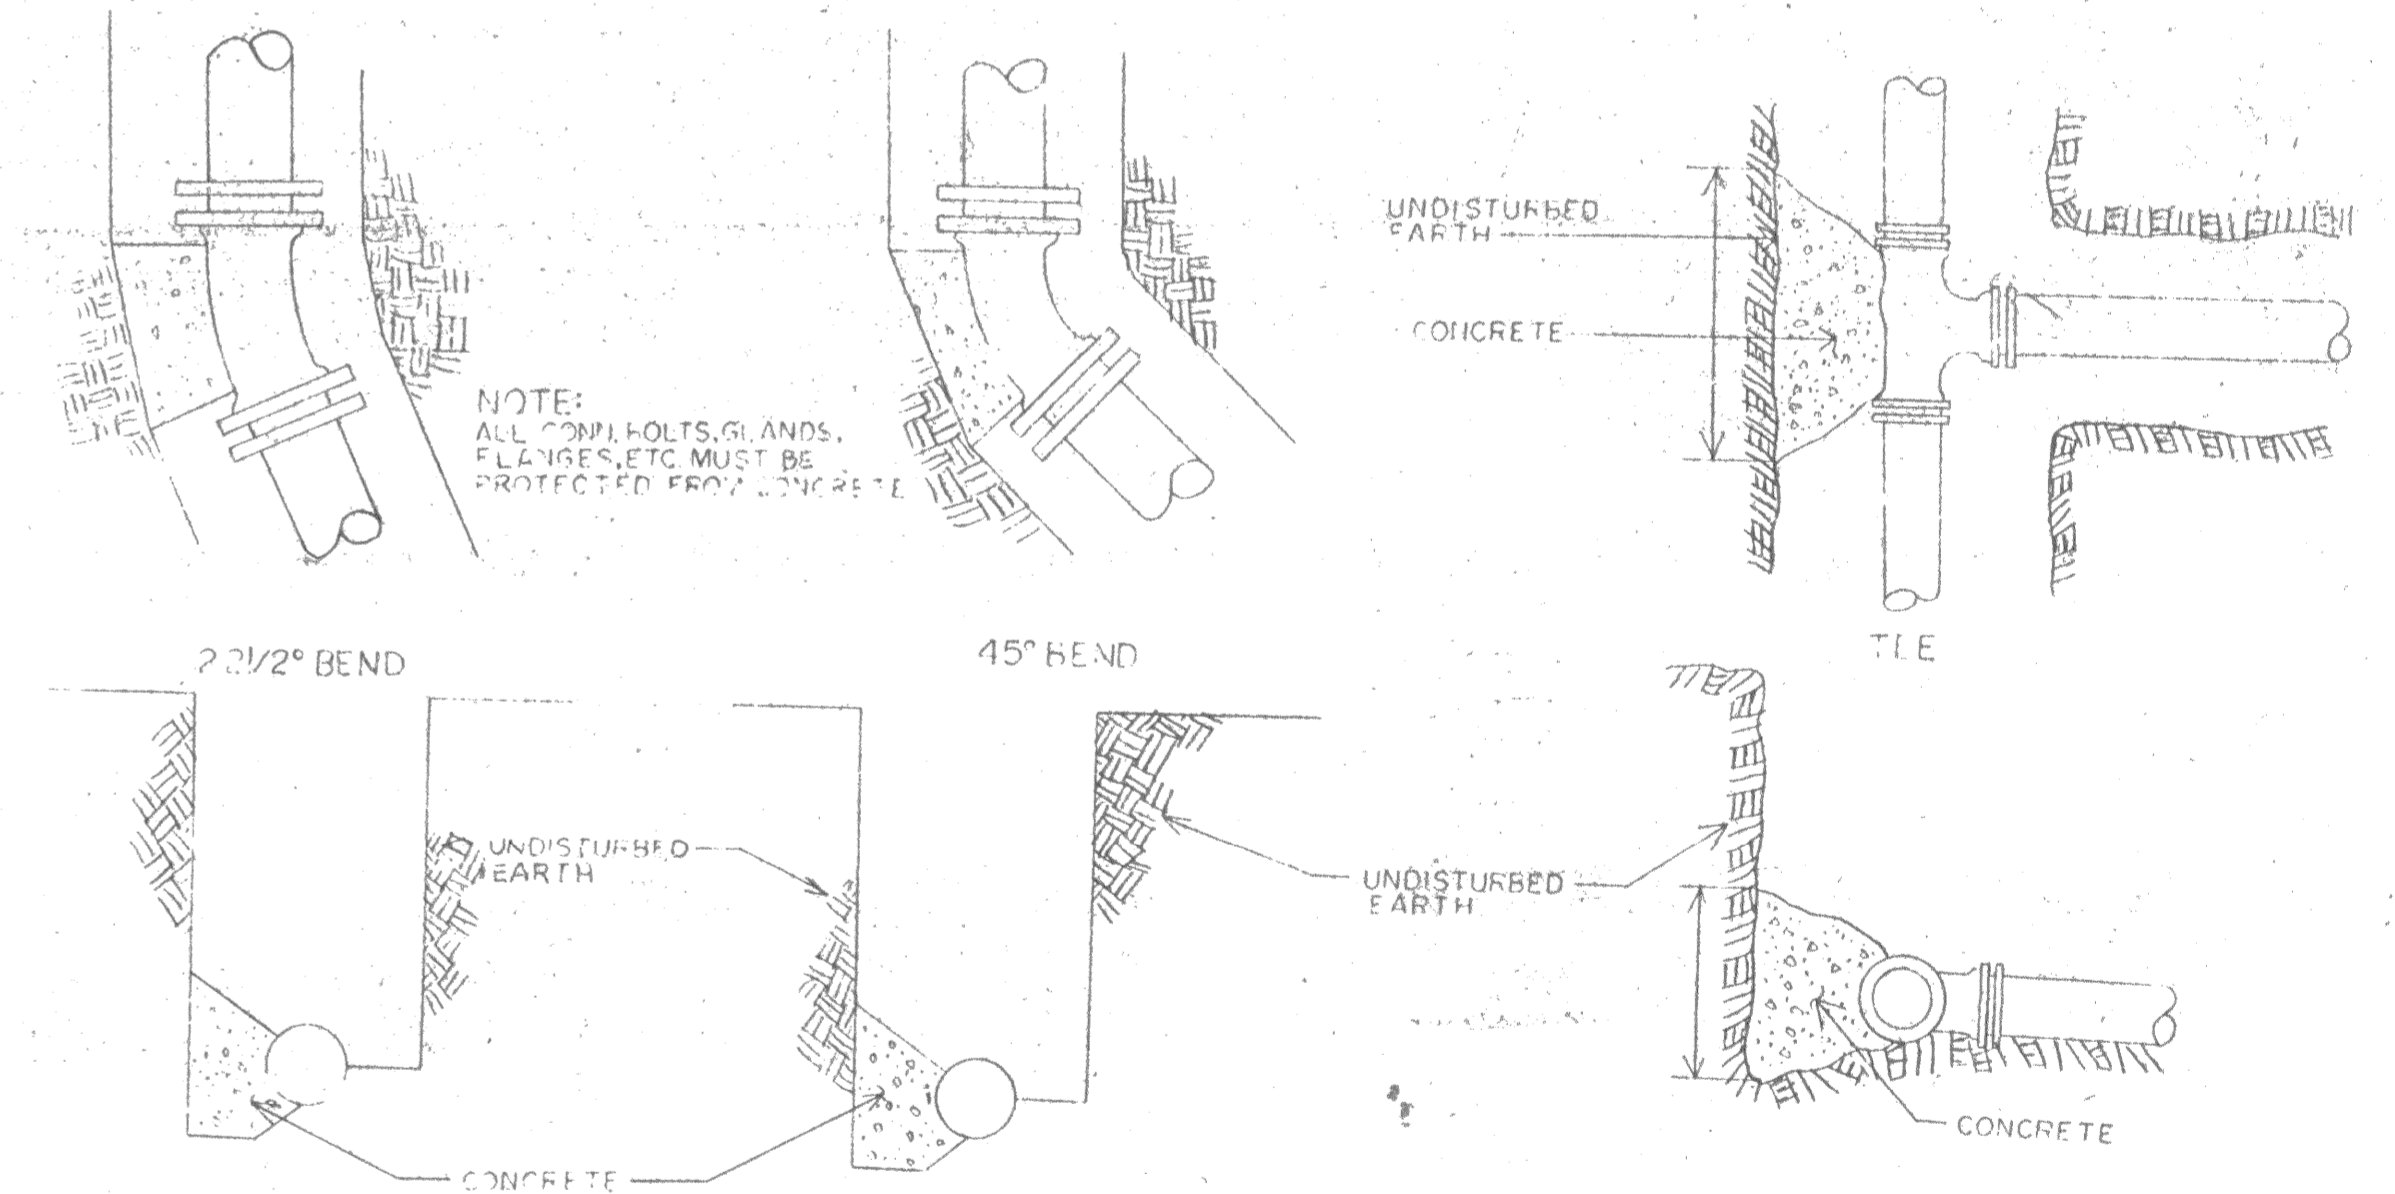 UNDISTURBED
EARTH
CONCRETE
NOTE:
ALL CONN. BOLTS, GLANDS,
FLANGES, ETC. MUST BE
PROTECTED FROM CONCRETE
22 1/2° BEND
45° BEND
TEE
UNDISTURBED
EARTH
UNDISTURBED
EARTH
CONCRETE
CONCRETE